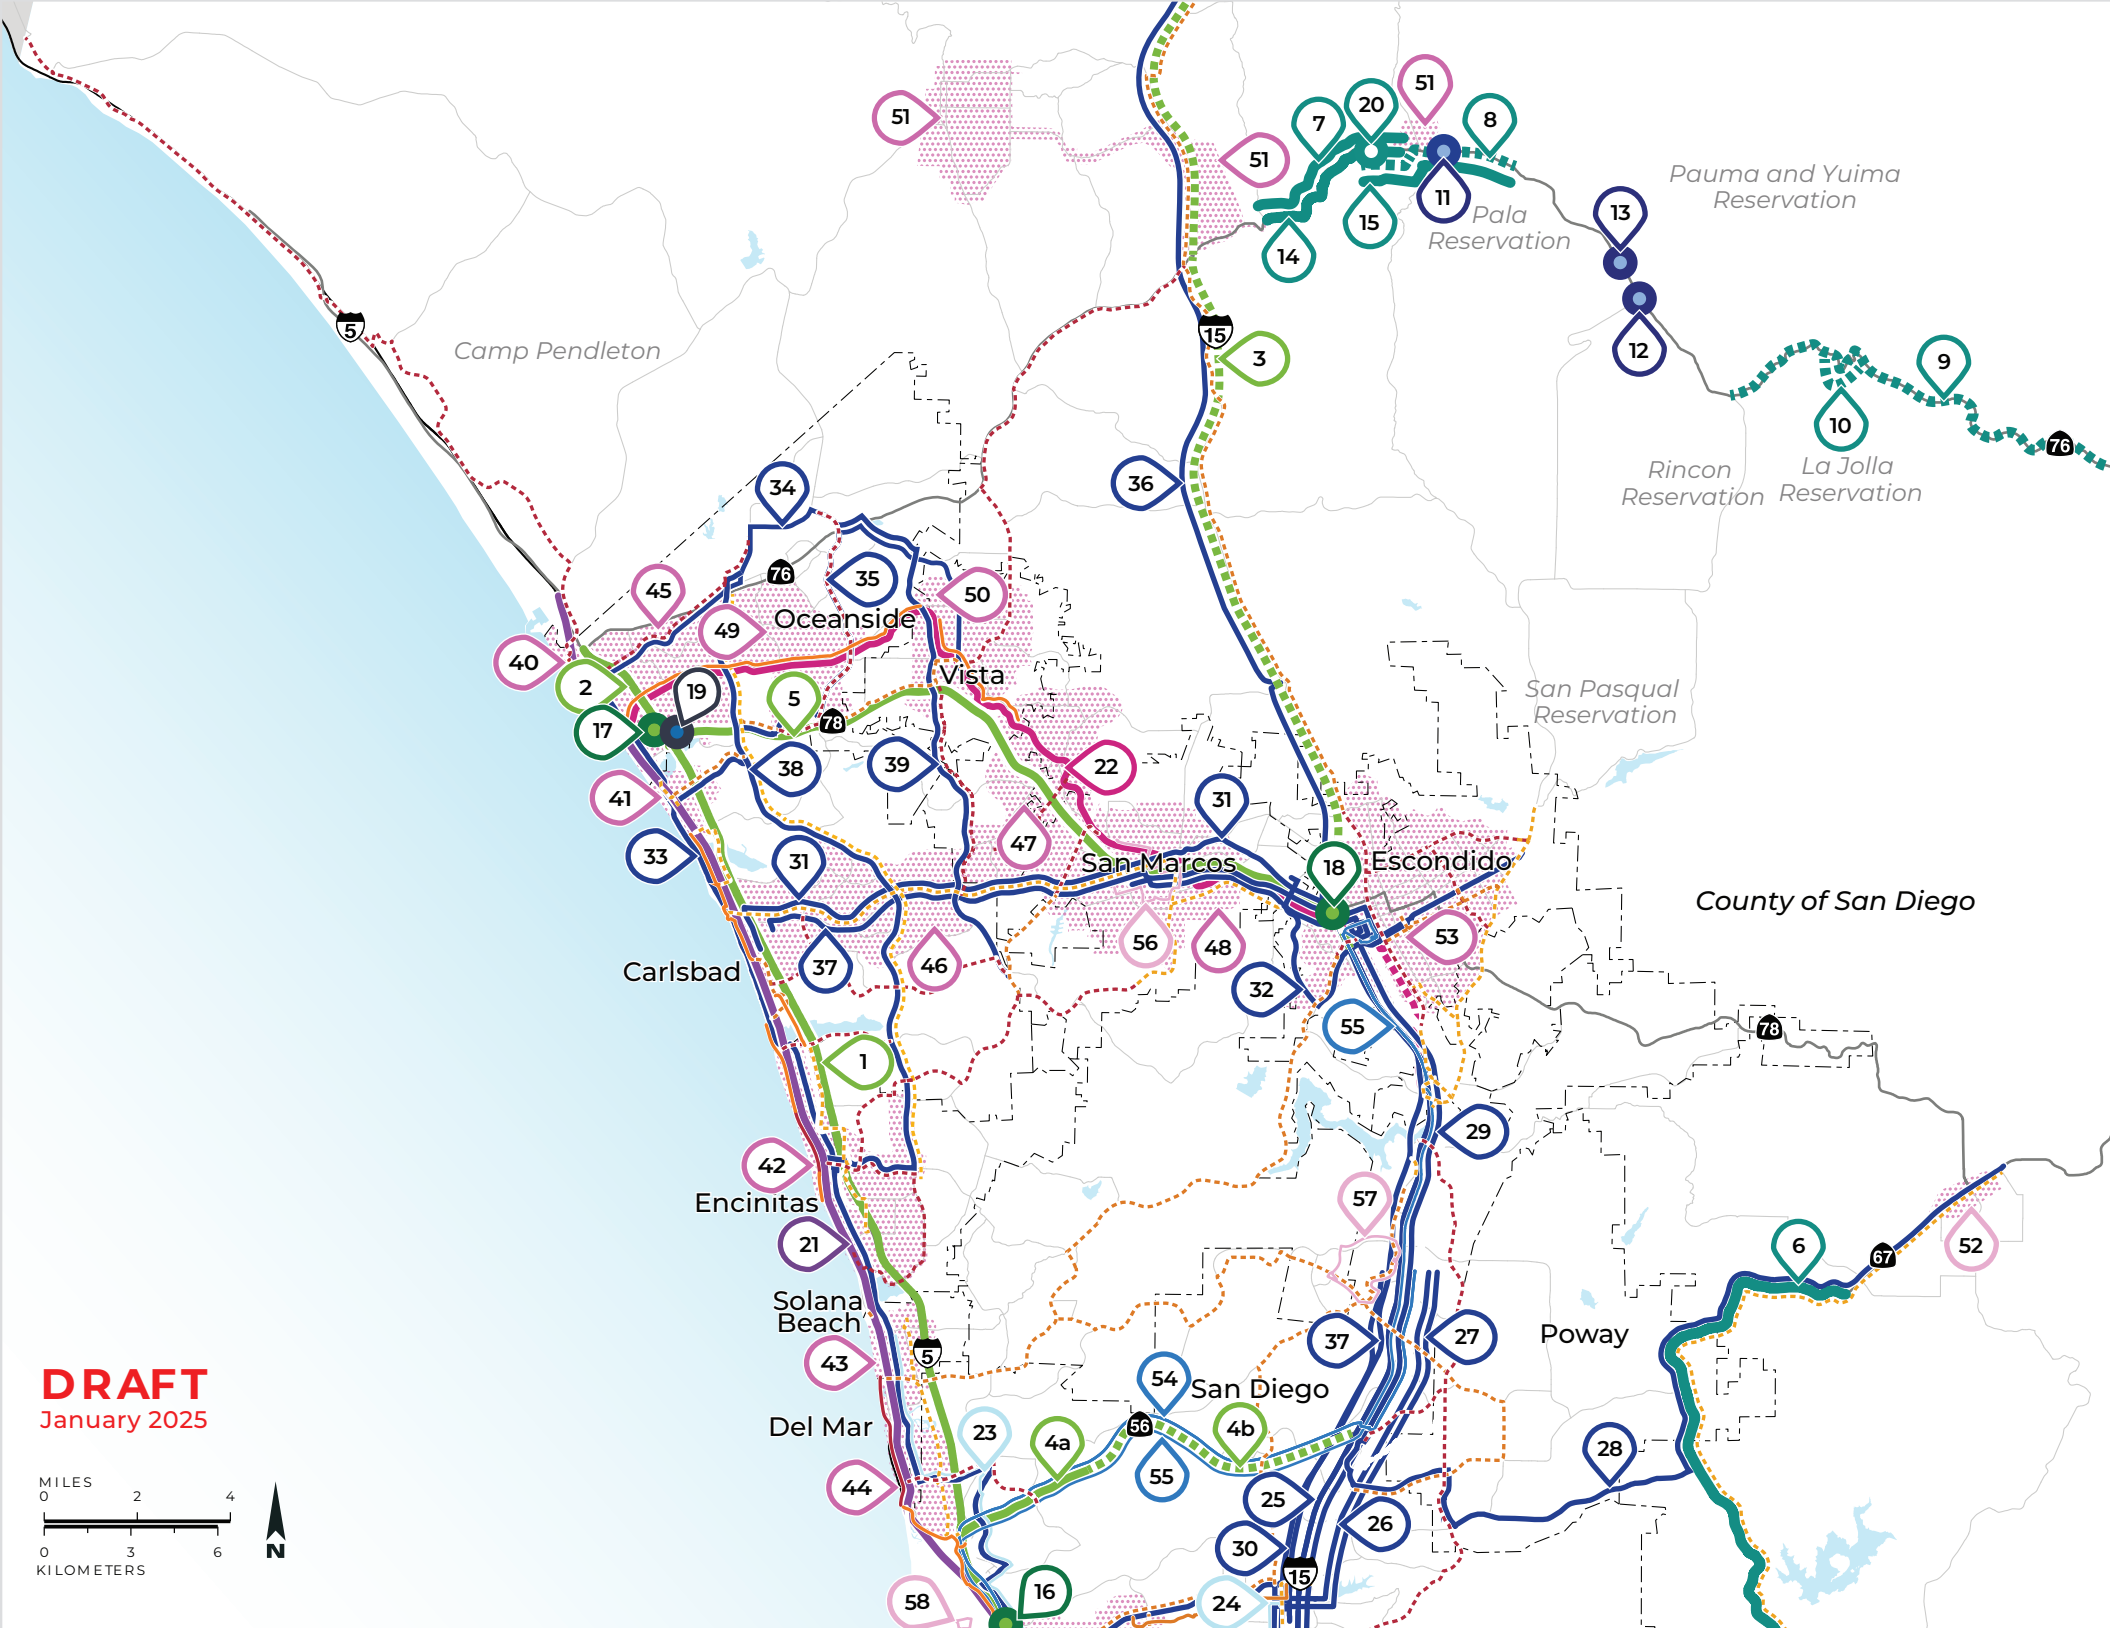 51
51
20
7
8
51
Pauma and Yuima
Reservation
11
13
15
Pala
Reservation
14
5
15
Camp Pendleton
3
12
9
10
76
36
34
Rincon
Reservation
La Jolla
Reservation
76
35
45
50
49
Oceanside
40
2
19
5
Vista
San Pasqual
Reservation
17
78
38
39
22
41
31
33
31
47
San Marcos
18
Escondido
County of San Diego
56
48
53
37
46
Carlsbad
32
55
78
1
29
42
57
Encinitas
21
6
67
52
Solana
Beach
5
37
27
Poway
43
54
San Diego
DRAFT
January 2025
Del Mar
23
4a
56
4b
28
55
44
25
26
MILES
0 2 4
0 3 6
KILOMETERS
N
30
15
58
16
24